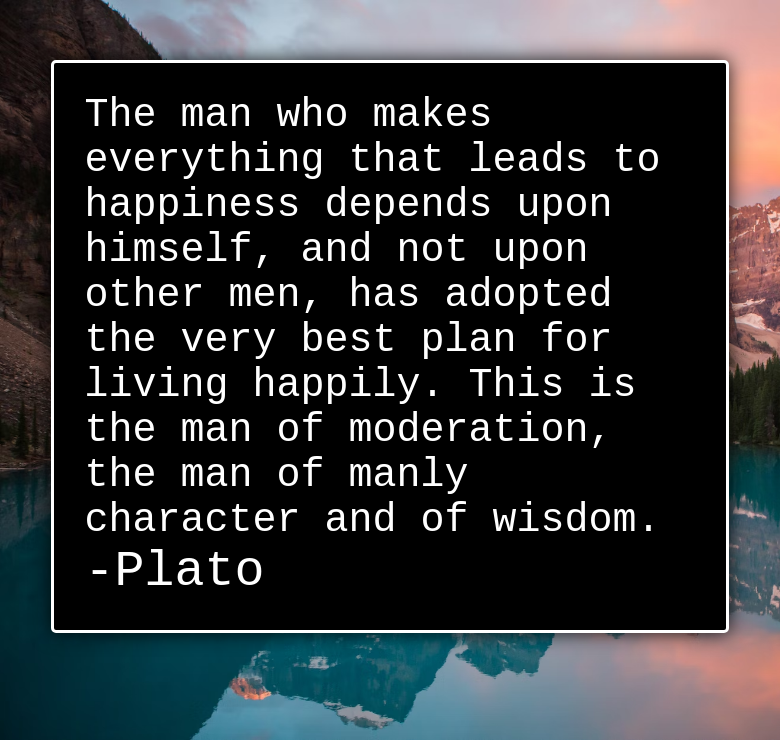 The man who makes
everything that leads to
happiness depends upon
himself, and not upon
other men, has adopted
the very best plan for
living happily. This is
the man of moderation,
the man of manly
character and of wisdom.
-Plato